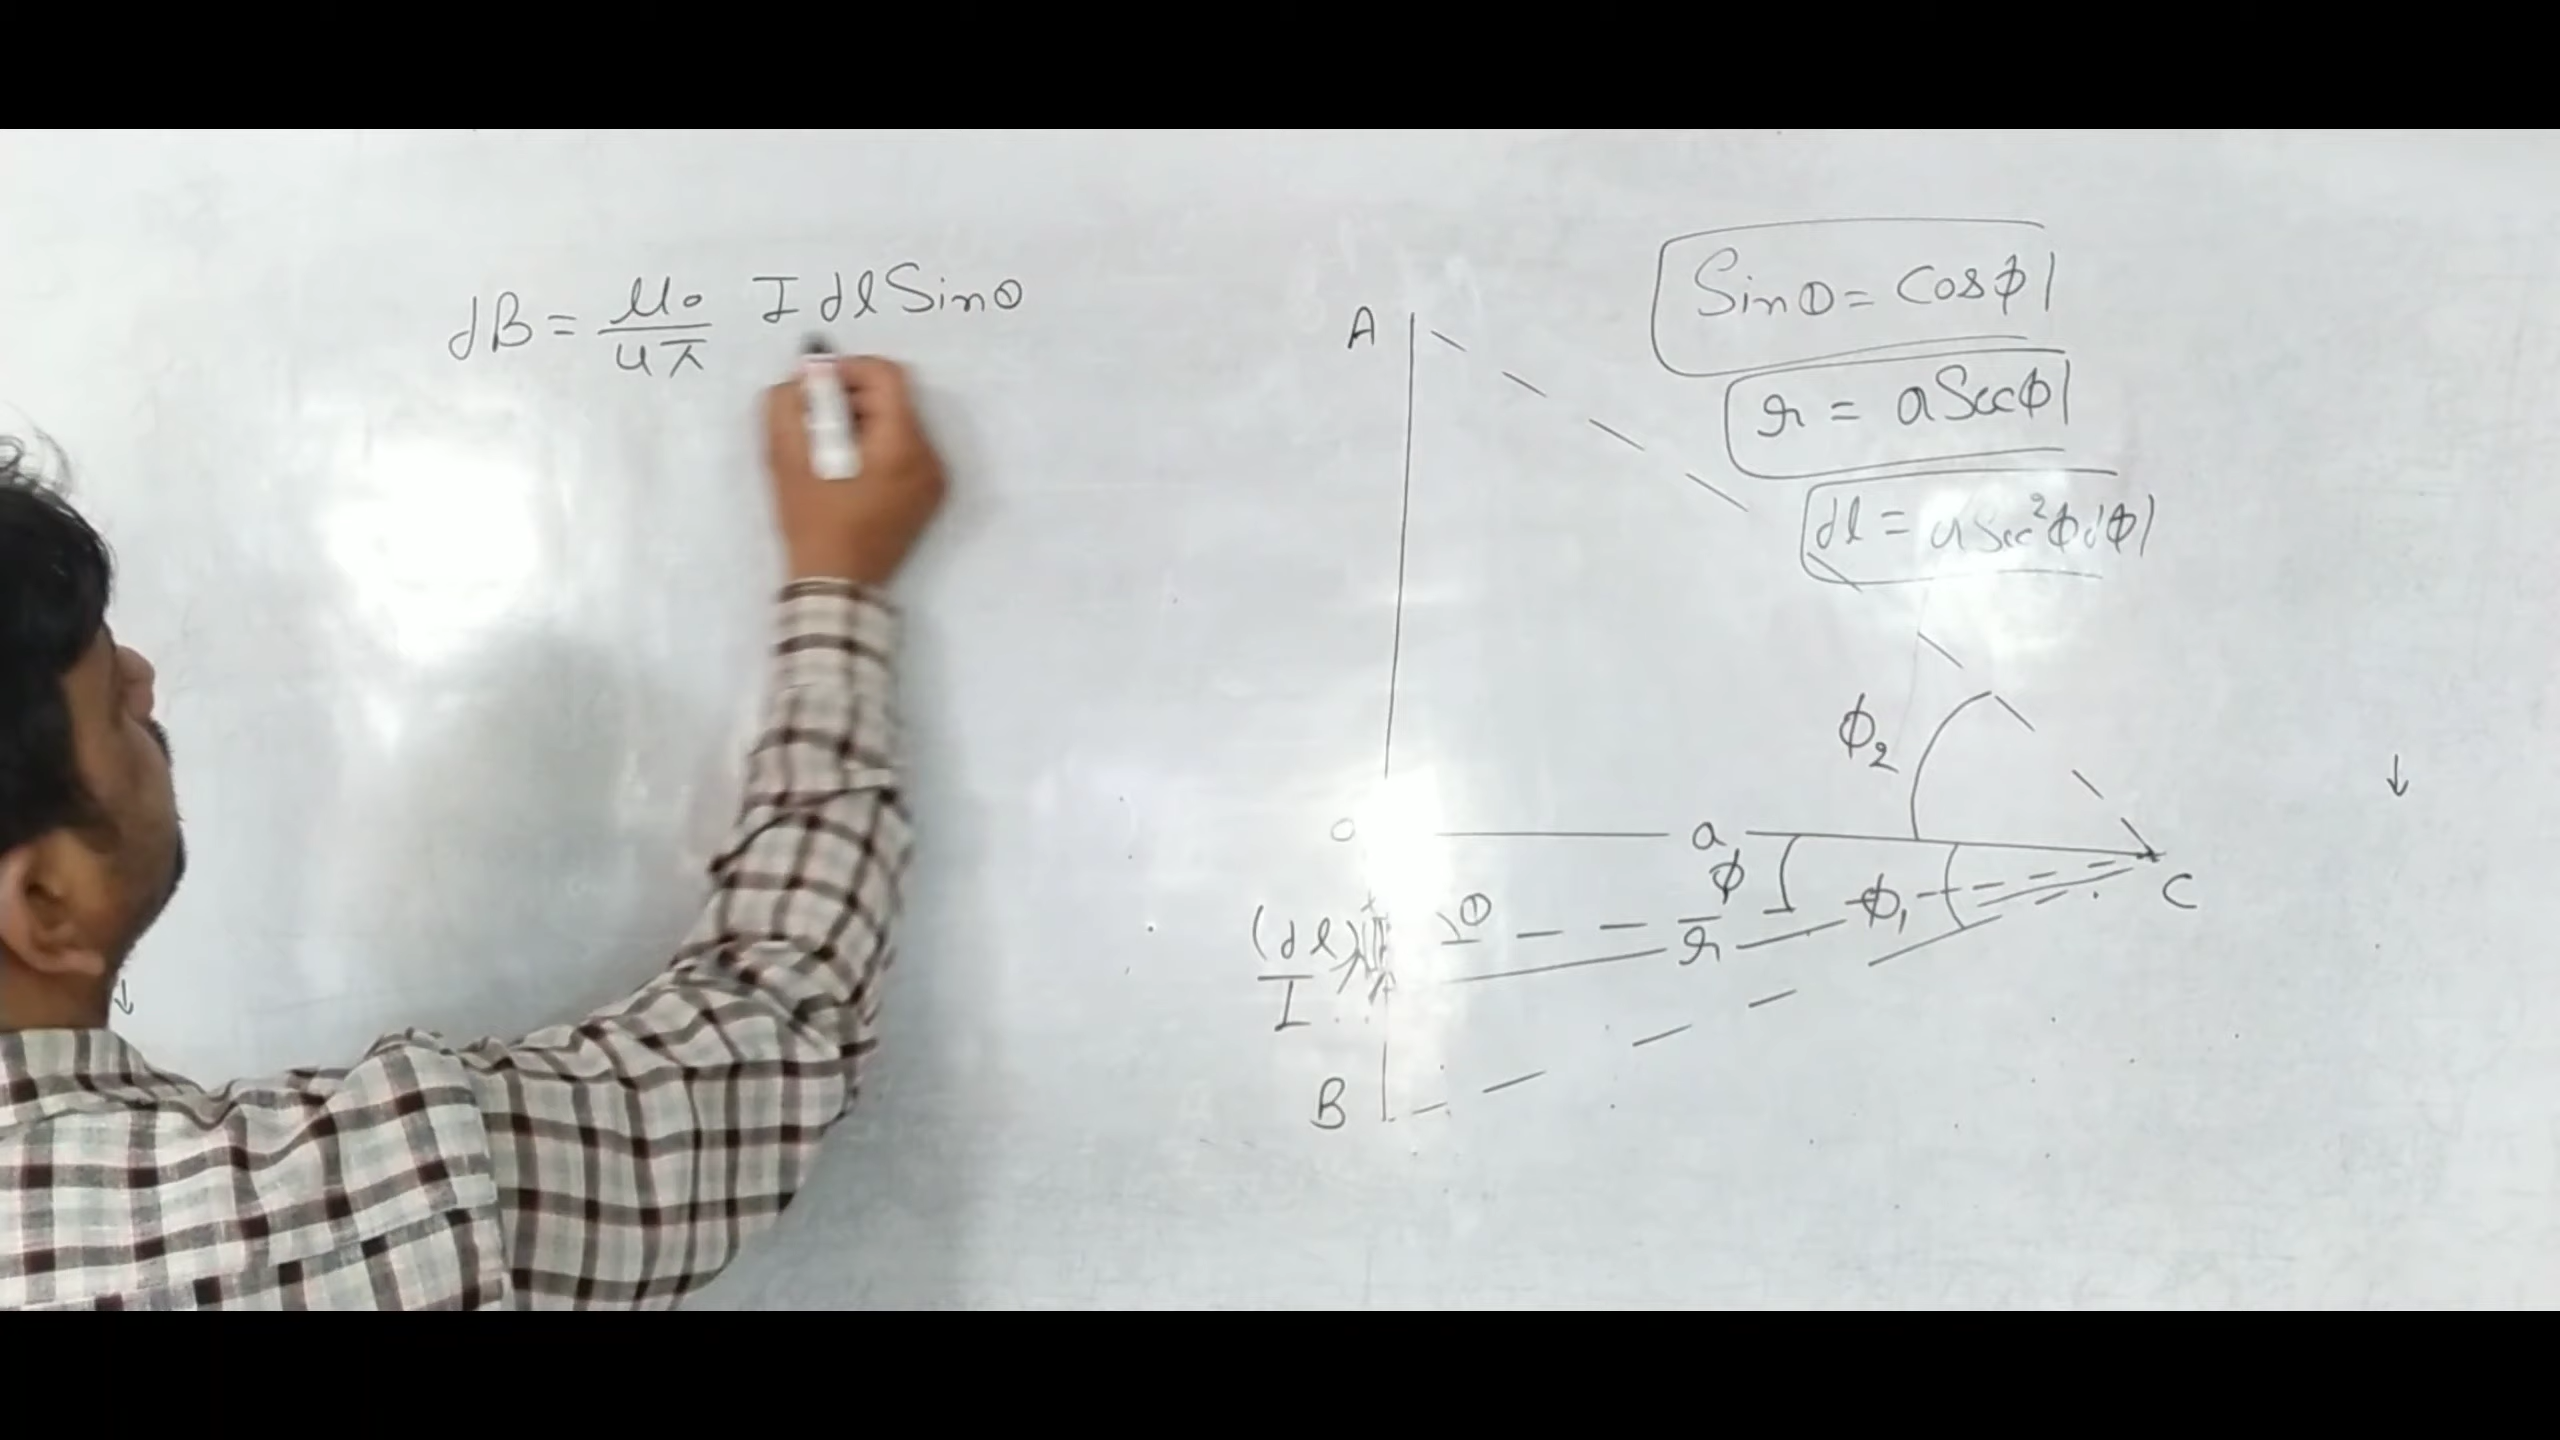 dB = μ₀/4π I dl Sinθ
Sinθ = Cosϕ
r = a Secϕ
dl = a Sec²ϕ dϕ
A
ϕ₂
↓
O
a
ϕ
C
(dl)
θ
r
ϕ₁
I
↓
B